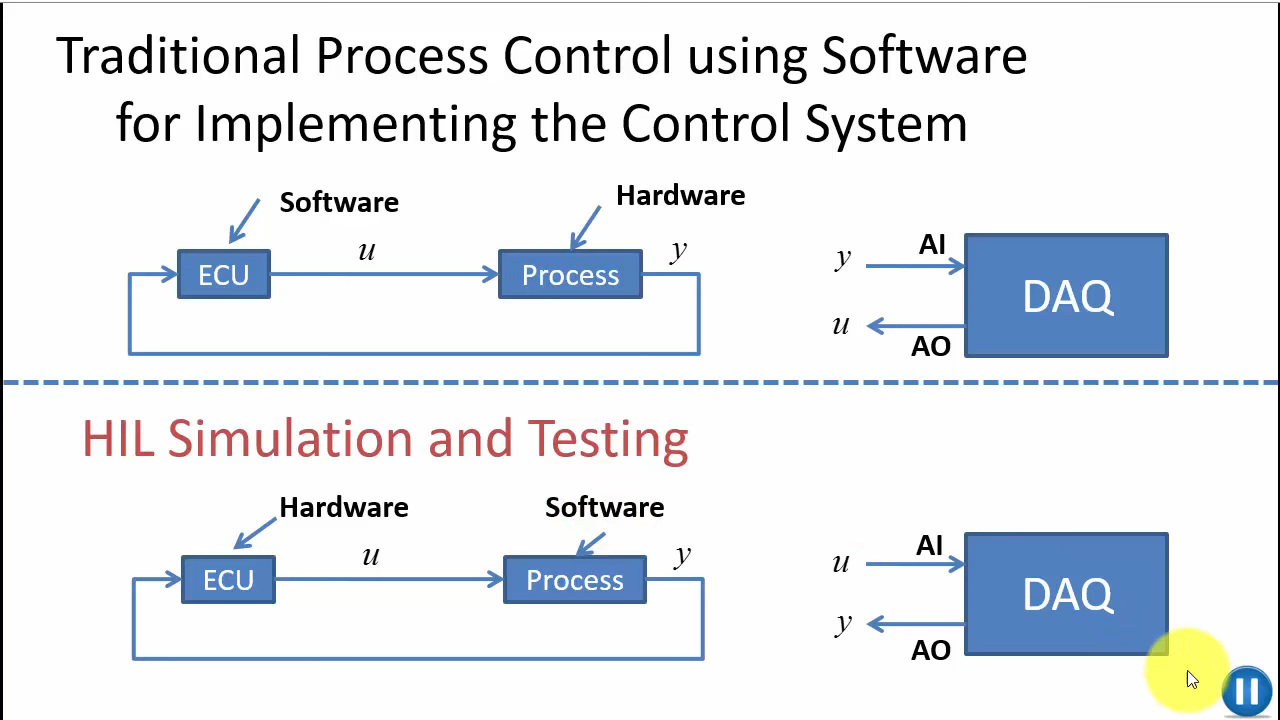 Traditional Process Control using Software
for Implementing the Control System
Software
Hardware
ECU
u
Process
y
y
AI
u
AO
DAQ
HIL Simulation and Testing
Hardware
Software
ECU
u
Process
y
u
AI
y
AO
DAQ